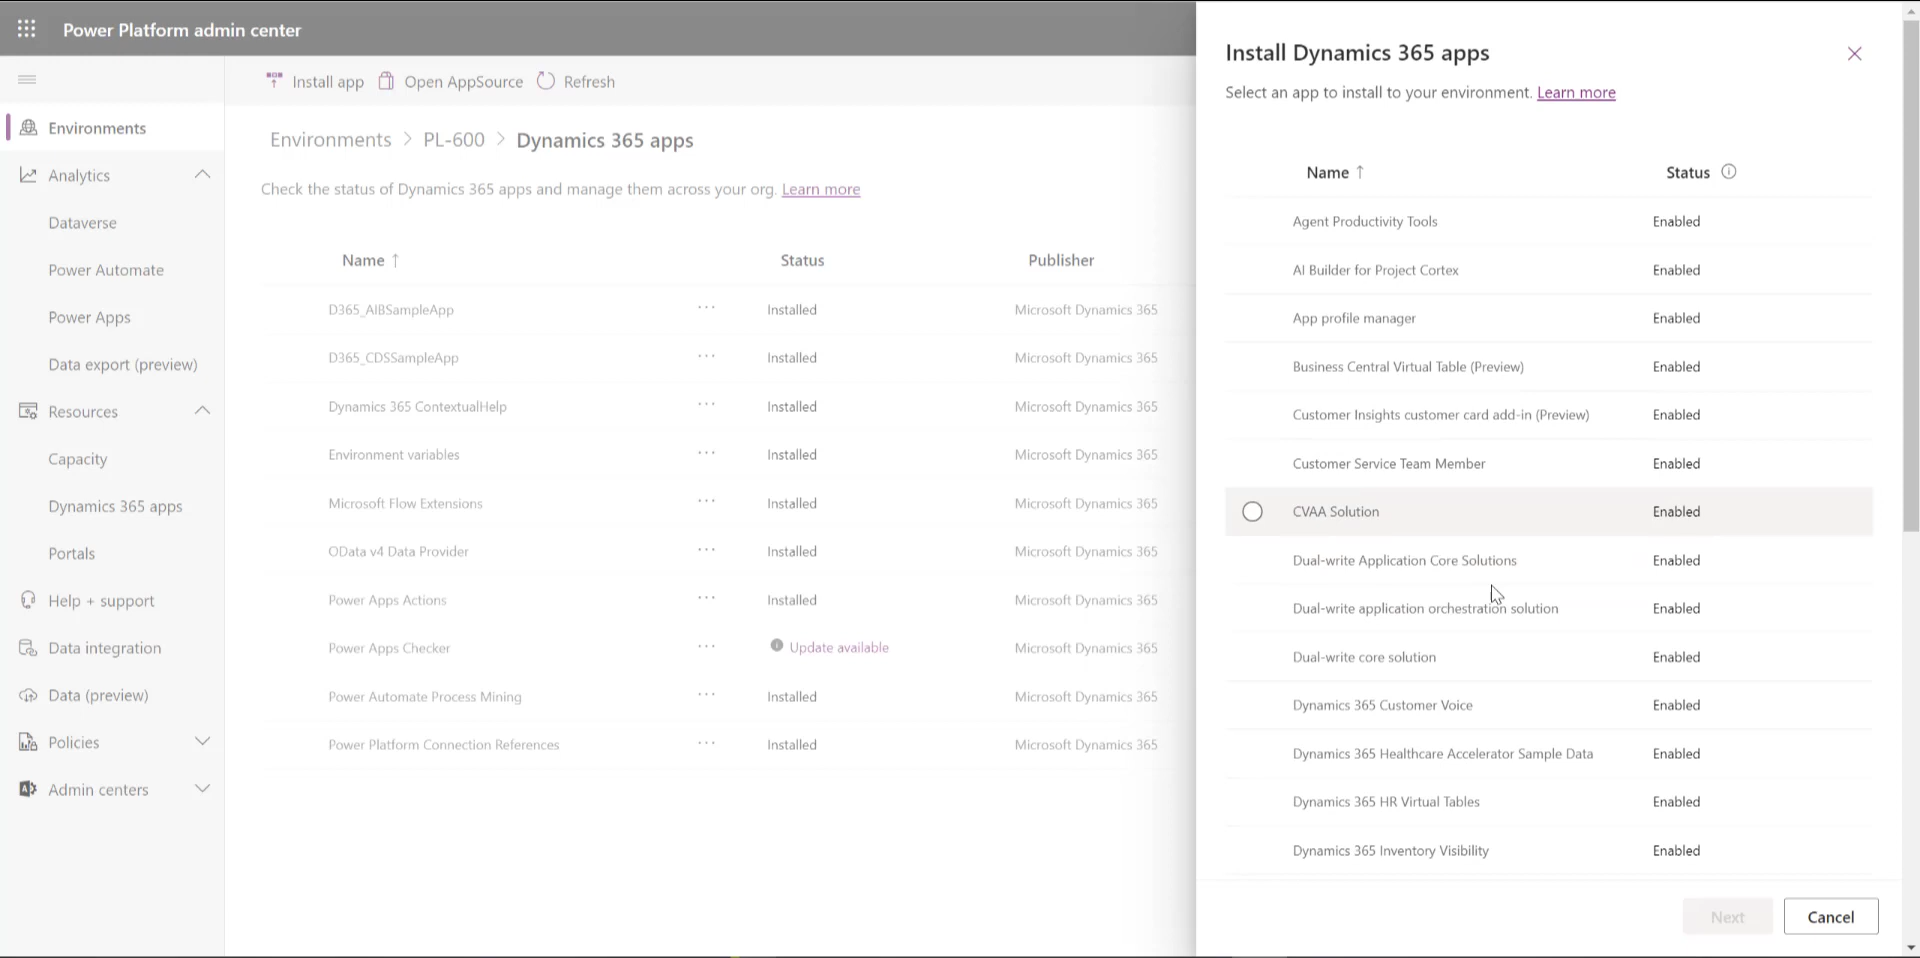 Power Platform admin center
Install app
Open AppSource
Refresh
Environments
Analytics
Dataverse
Power Automate
Power Apps
Data export (preview)
Resources
Capacity
Dynamics 365 apps
Portals
Help + support
Data integration
Data (preview)
Policies
Admin centers
Environments > PL-600 > Dynamics 365 apps
Check the status of Dynamics 365 apps and manage them across your org. Learn more
Name ↑ Status Publisher
D365_AIBSampleApp ... Installed Microsoft Dynamics 365
D365_CDSSampleApp ... Installed Microsoft Dynamics 365
Dynamics 365 ContextualHelp ... Installed Microsoft Dynamics 365
Environment variables ... Installed Microsoft Dynamics 365
Microsoft Flow Extensions ... Installed Microsoft Dynamics 365
OData v4 Data Provider ... Installed Microsoft Dynamics 365
Power Apps Actions ... Installed Microsoft Dynamics 365
Power Apps Checker ... Update available Microsoft Dynamics 365
Power Automate Process Mining ... Installed Microsoft Dynamics 365
Power Platform Connection References ... Installed Microsoft Dynamics 365
Install Dynamics 365 apps
Select an app to install to your environment. Learn more
Name ↑ Status
Agent Productivity Tools Enabled
AI Builder for Project Cortex Enabled
App profile manager Enabled
Business Central Virtual Table (Preview) Enabled
Customer Insights customer card add-in (Preview) Enabled
Customer Service Team Member Enabled
CVAA Solution Enabled
Dual-write Application Core Solutions Enabled
Dual-write application orchestration solution Enabled
Dual-write core solution Enabled
Dynamics 365 Customer Voice Enabled
Dynamics 365 Healthcare Accelerator Sample Data Enabled
Dynamics 365 HR Virtual Tables Enabled
Dynamics 365 Inventory Visibility Enabled
Next
Cancel